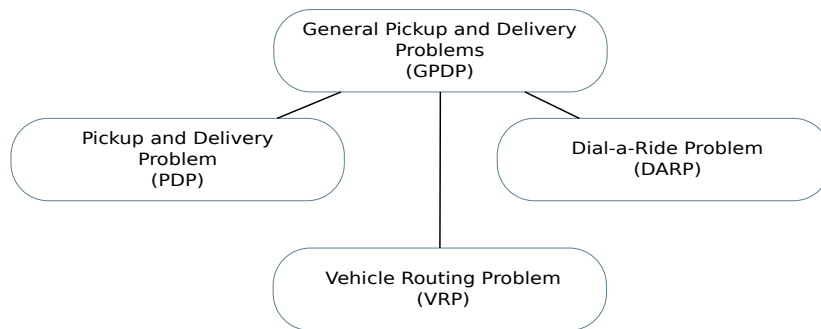 General Pickup and Delivery
Problems
(GPDP)
Pickup and Delivery
Problem
(PDP)
Dial-a-Ride Problem
(DARP)
Vehicle Routing Problem
(VRP)